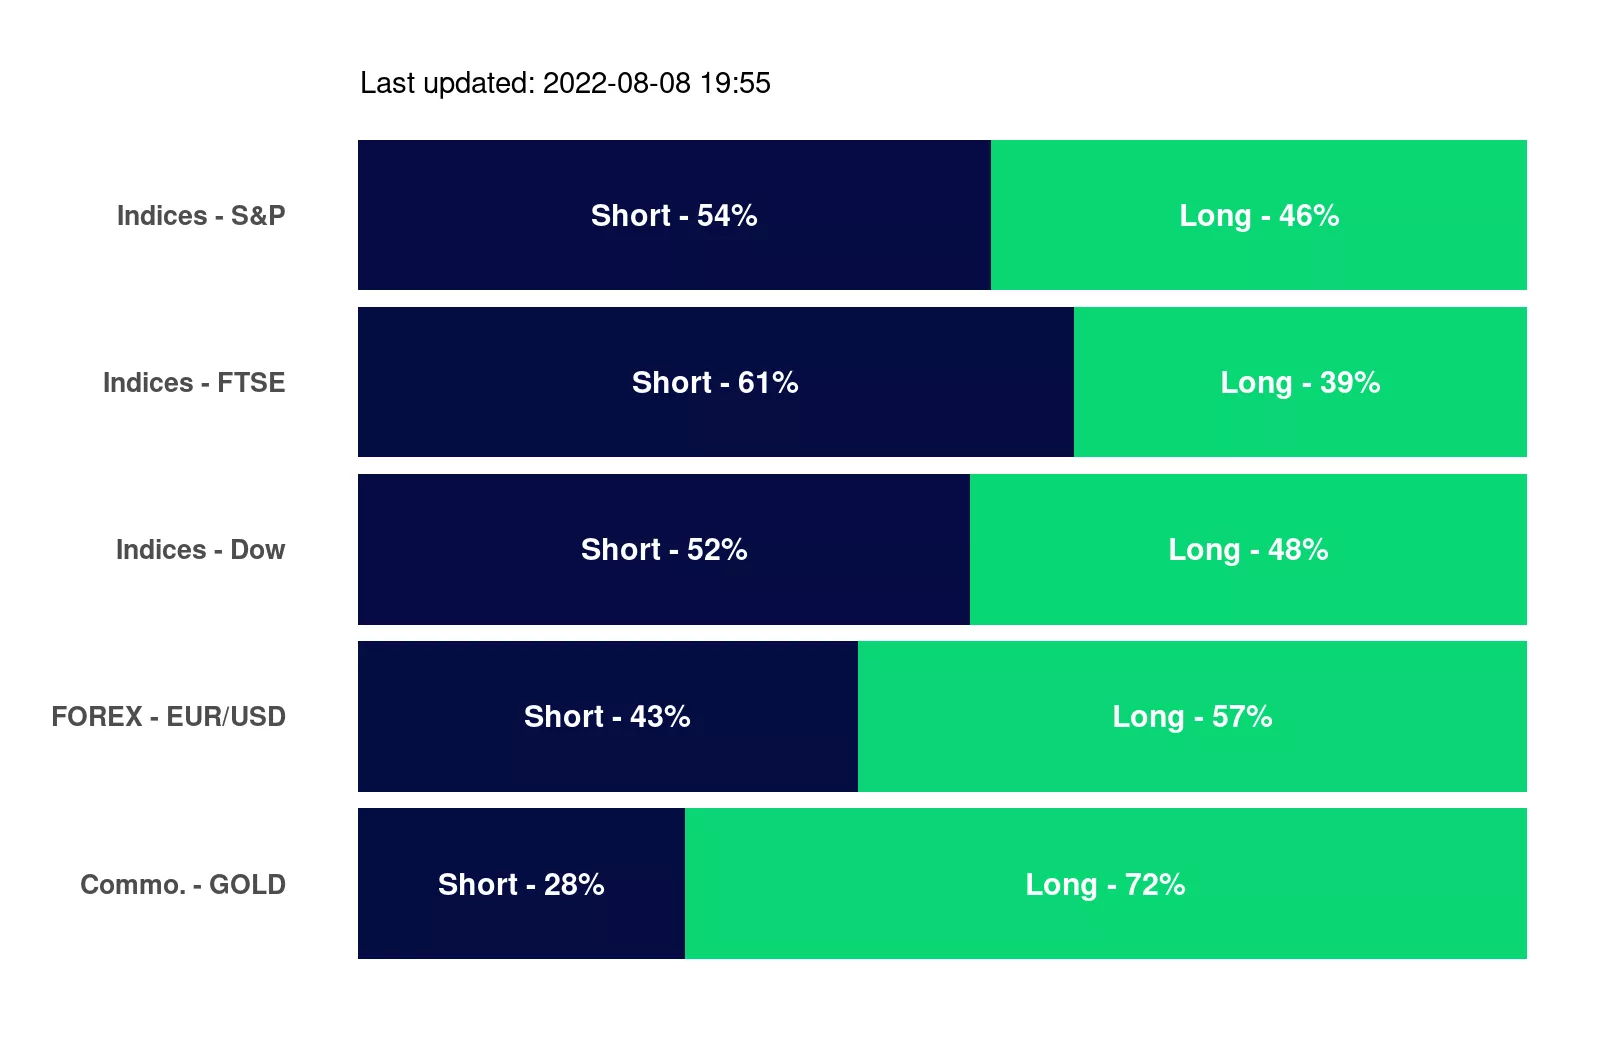 Last updated: 2022-08-08 19:55
Indices - S&P Short - 54% Long - 46%
Indices - FTSE Short - 61% Long - 39%
Indices - Dow Short - 52% Long - 48%
FOREX - EUR/USD Short - 43% Long - 57%
Commo. - GOLD Short - 28% Long - 72%